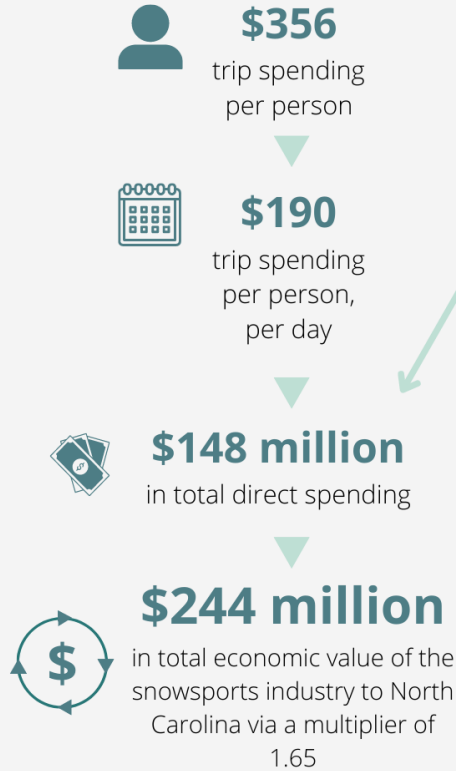 $356
trip spending
per person
$190
trip spending
per person,
per day
$148 million
in total direct spending
$244 million
$
in total economic value of the
snowsports industry to North
Carolina via a multiplier of
1.65